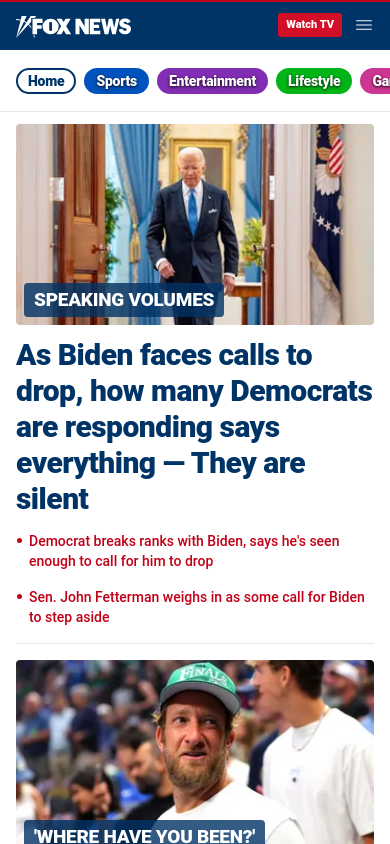 FOX NEWS
Watch TV
Home
Sports
Entertainment
Lifestyle
Ga
SPEAKING VOLUMES
As Biden faces calls to
drop, how many Democrats
are responding says
everything — They are
silent
• Democrat breaks ranks with Biden, says he's seen
enough to call for him to drop
• Sen. John Fetterman weighs in as some call for Biden
to step aside
FINALS
'WHERE HAVE YOU BEEN?'